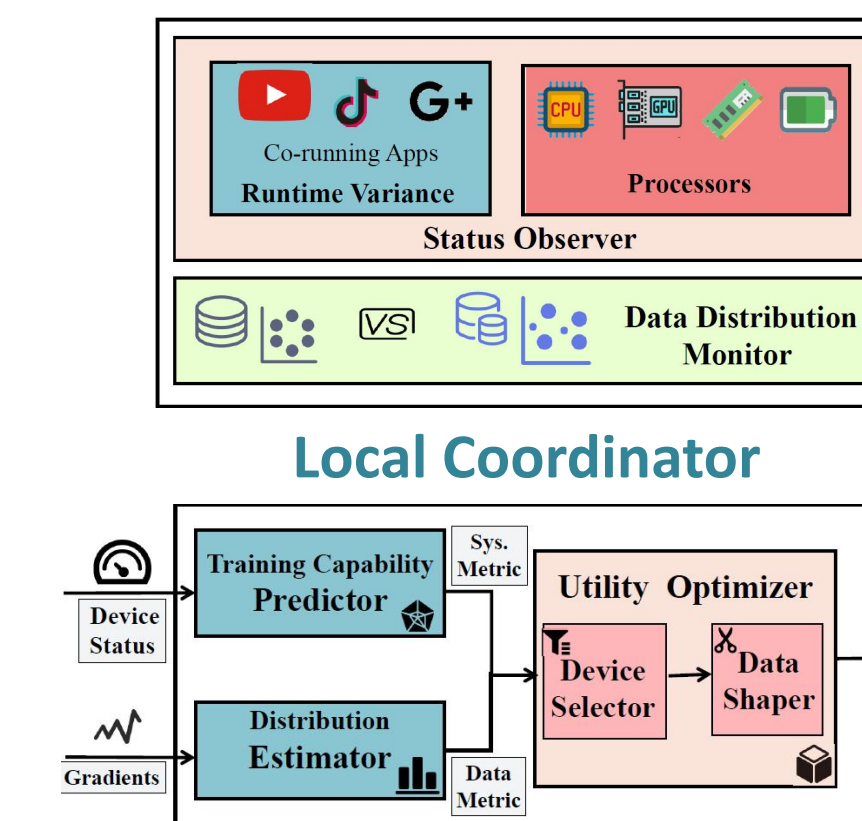 G+
CPU
GPU
Co-running Apps
Runtime Variance
Processors
Status Observer
VS
Data Distribution
Monitor
Local Coordinator
Device
Status
Training Capability
Predictor
Sys.
Metric
Utility Optimizer
Device
Selector
Data
Shaper
Gradients
Distribution
Estimator
Data
Metric